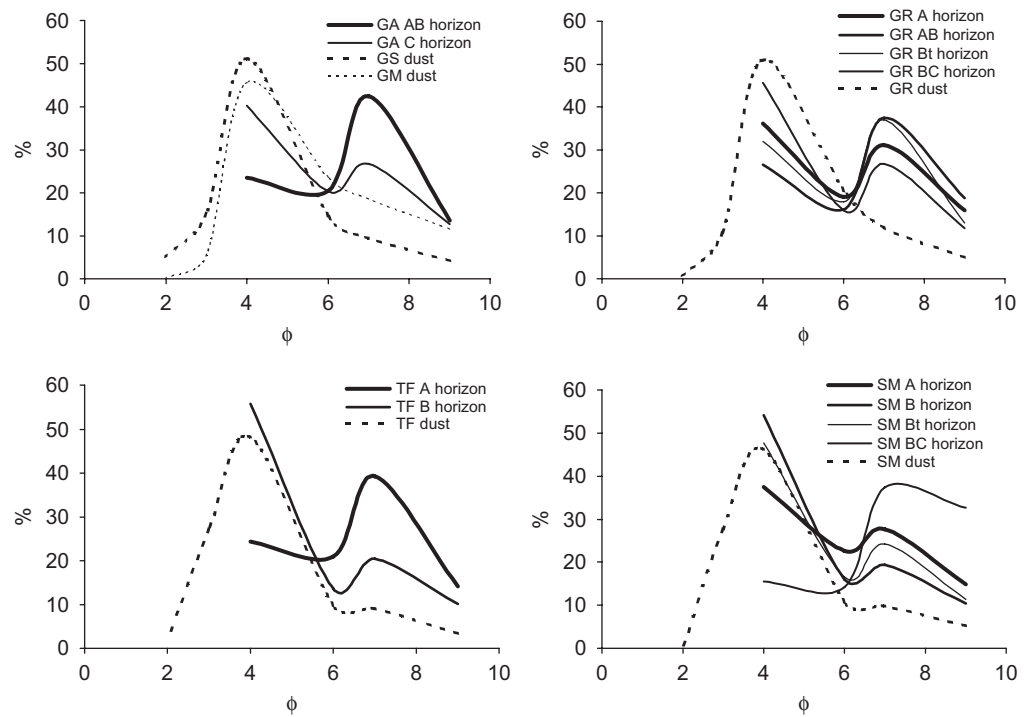 60
50
40
30
20
10
0
%
0 2 4 6 8 10
ϕ
GA AB horizon
GA C horizon
GS dust
GM dust
60
50
40
30
20
10
0
%
0 2 4 6 8 10
ϕ
GR A horizon
GR AB horizon
GR Bt horizon
GR BC horizon
GR dust
60
50
40
30
20
10
0
%
0 2 4 6 8 10
ϕ
TF A horizon
TF B horizon
TF dust
60
50
40
30
20
10
0
%
0 2 4 6 8 10
ϕ
SM A horizon
SM B horizon
SM Bt horizon
SM BC horizon
SM dust